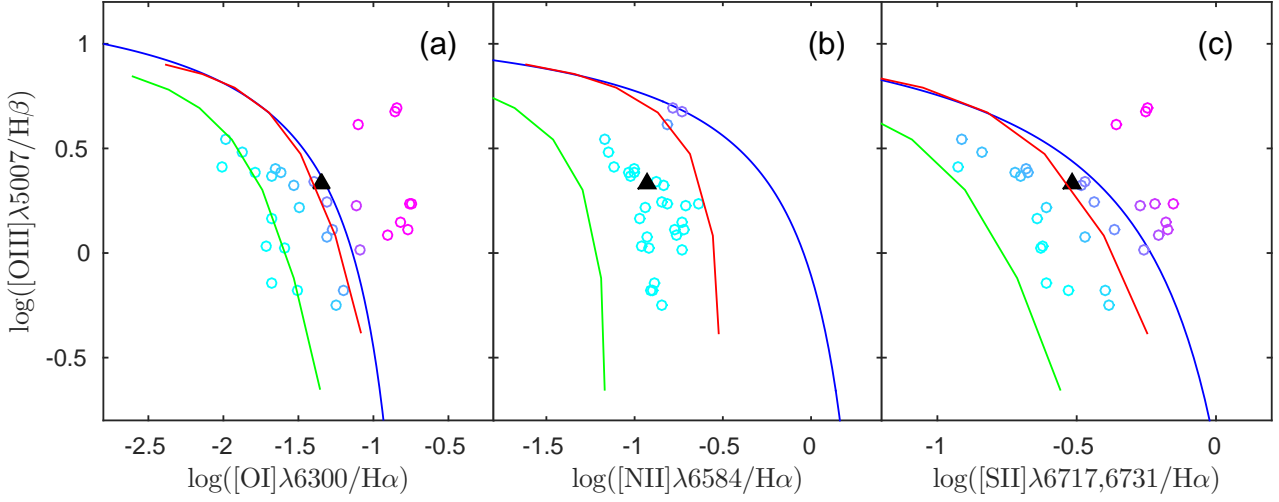 (a)
(b)
(c)
1
0.5
0
-0.5
log([OIII]λ5007/Hβ)
-2.5 -2 -1.5 -1 -0.5
-1.5 -1 -0.5 0
-1 -0.5 0
log([OI]λ6300/Hα)
log([NII]λ6584/Hα)
log([SII]λ6717,6731/Hα)